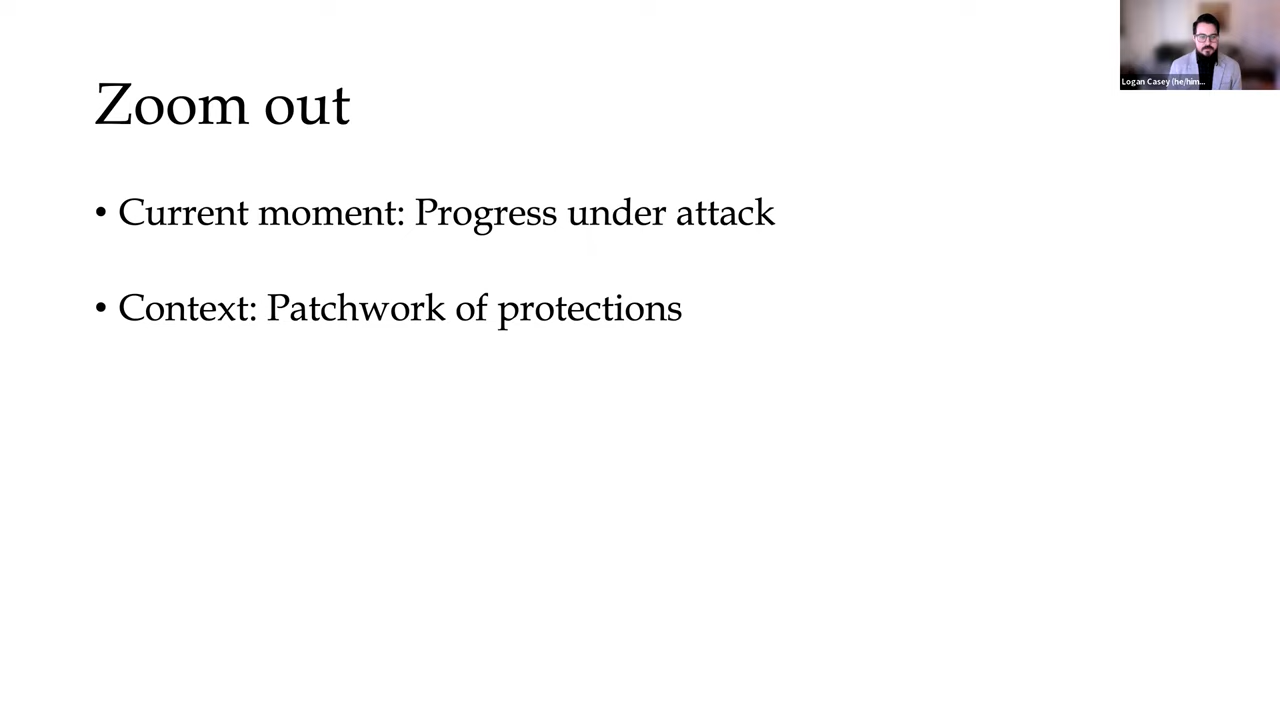 Zoom out
• Current moment: Progress under attack
• Context: Patchwork of protections
Logan Casey (he/him...